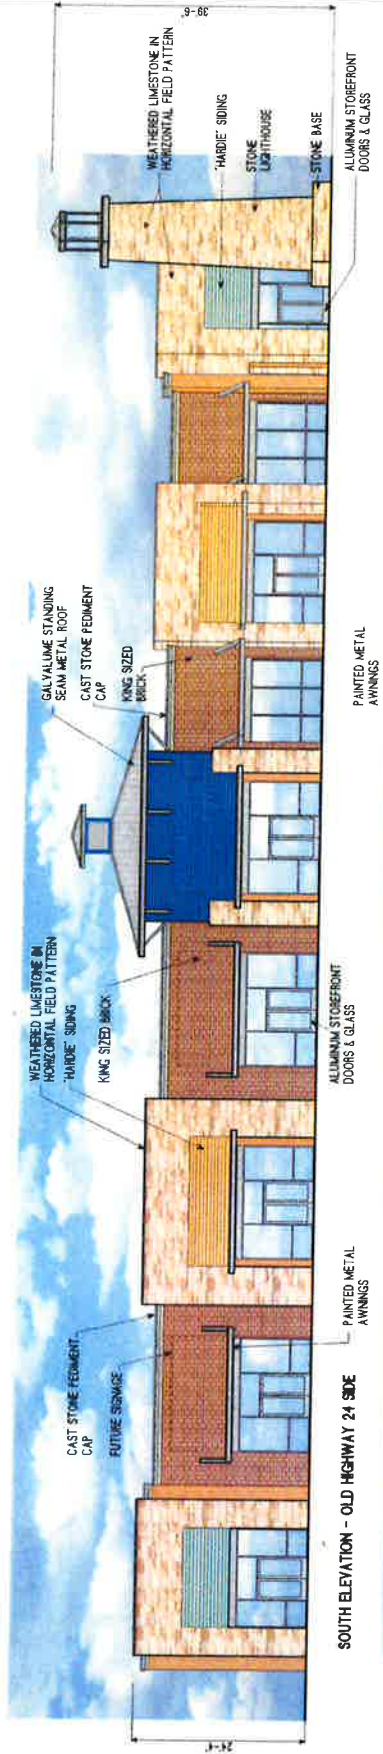 39'-6"
WEATHERED LIMESTONE IN
HORIZONTAL FIELD PATTERN
"HARDIE" SIDING
STONE
LIGHTHOUSE
STONE BASE
ALUMINUM STOREFRONT
DOORS & GLASS
GALVALUME STANDING
SEAM METAL ROOF
CAST STONE PEDIMENT
CAP
KING SIZED
BRICK
PAINTED METAL
AWNINGS
WEATHERED LIMESTONE IN
HORIZONTAL FIELD PATTERN
"HARDIE" SIDING
KING SIZED BRICK
ALUMINUM STOREFRONT
DOORS & GLASS
CAST STONE PEDIMENT
CAP
FUTURE SIGNAGE
PAINTED METAL
AWNINGS
SOUTH ELEVATION - OLD HIGHWAY 24 SIDE
24'-4"